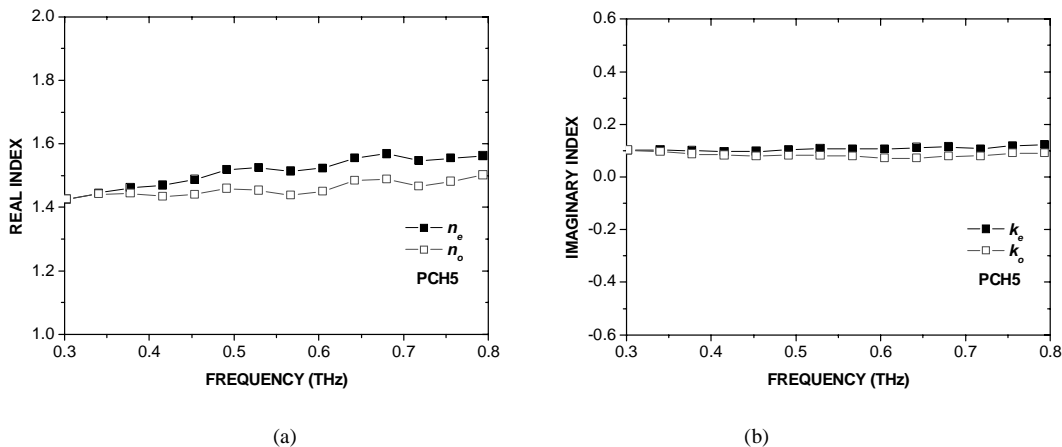 2.0
1.8
1.6
1.4
1.2
1.0
0.3 0.4 0.5 0.6 0.7 0.8
REAL INDEX
FREQUENCY (THz)
n_e
n_o
PCH5
(a)
0.6
0.4
0.2
0.0
-0.2
-0.4
-0.6
0.3 0.4 0.5 0.6 0.7 0.8
IMAGINARY INDEX
FREQUENCY (THz)
k_e
k_o
PCH5
(b)